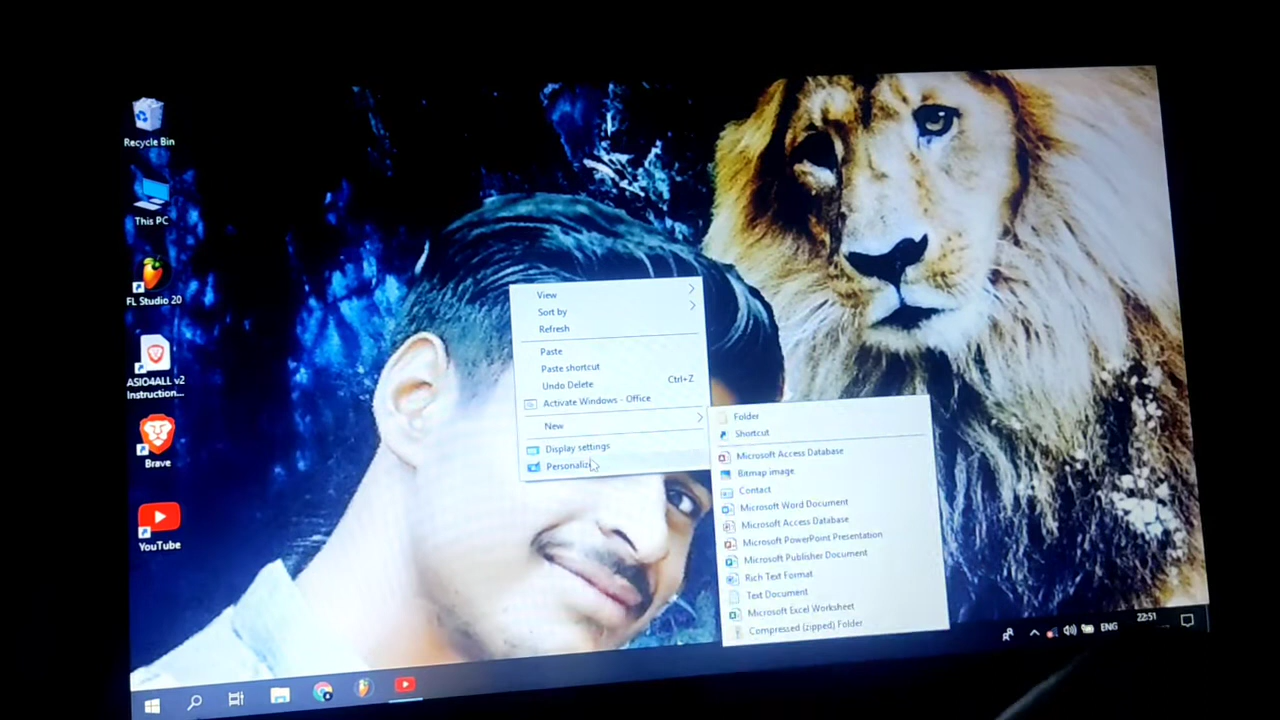 Recycle Bin
This PC
FL Studio 20
ASIO4ALL v2
Instruction...
Brave
YouTube
View
Sort by
Refresh
Paste
Paste shortcut
Undo Delete Ctrl+Z
Activate Windows - Office
New
Display settings
Personalize
Folder
Shortcut
Microsoft Access Database
Bitmap image
Contact
Microsoft Word Document
Microsoft Access Database
Microsoft PowerPoint Presentation
Microsoft Publisher Document
Rich Text Format
Text Document
Microsoft Excel Worksheet
Compressed (zipped) Folder
ENG
22:51